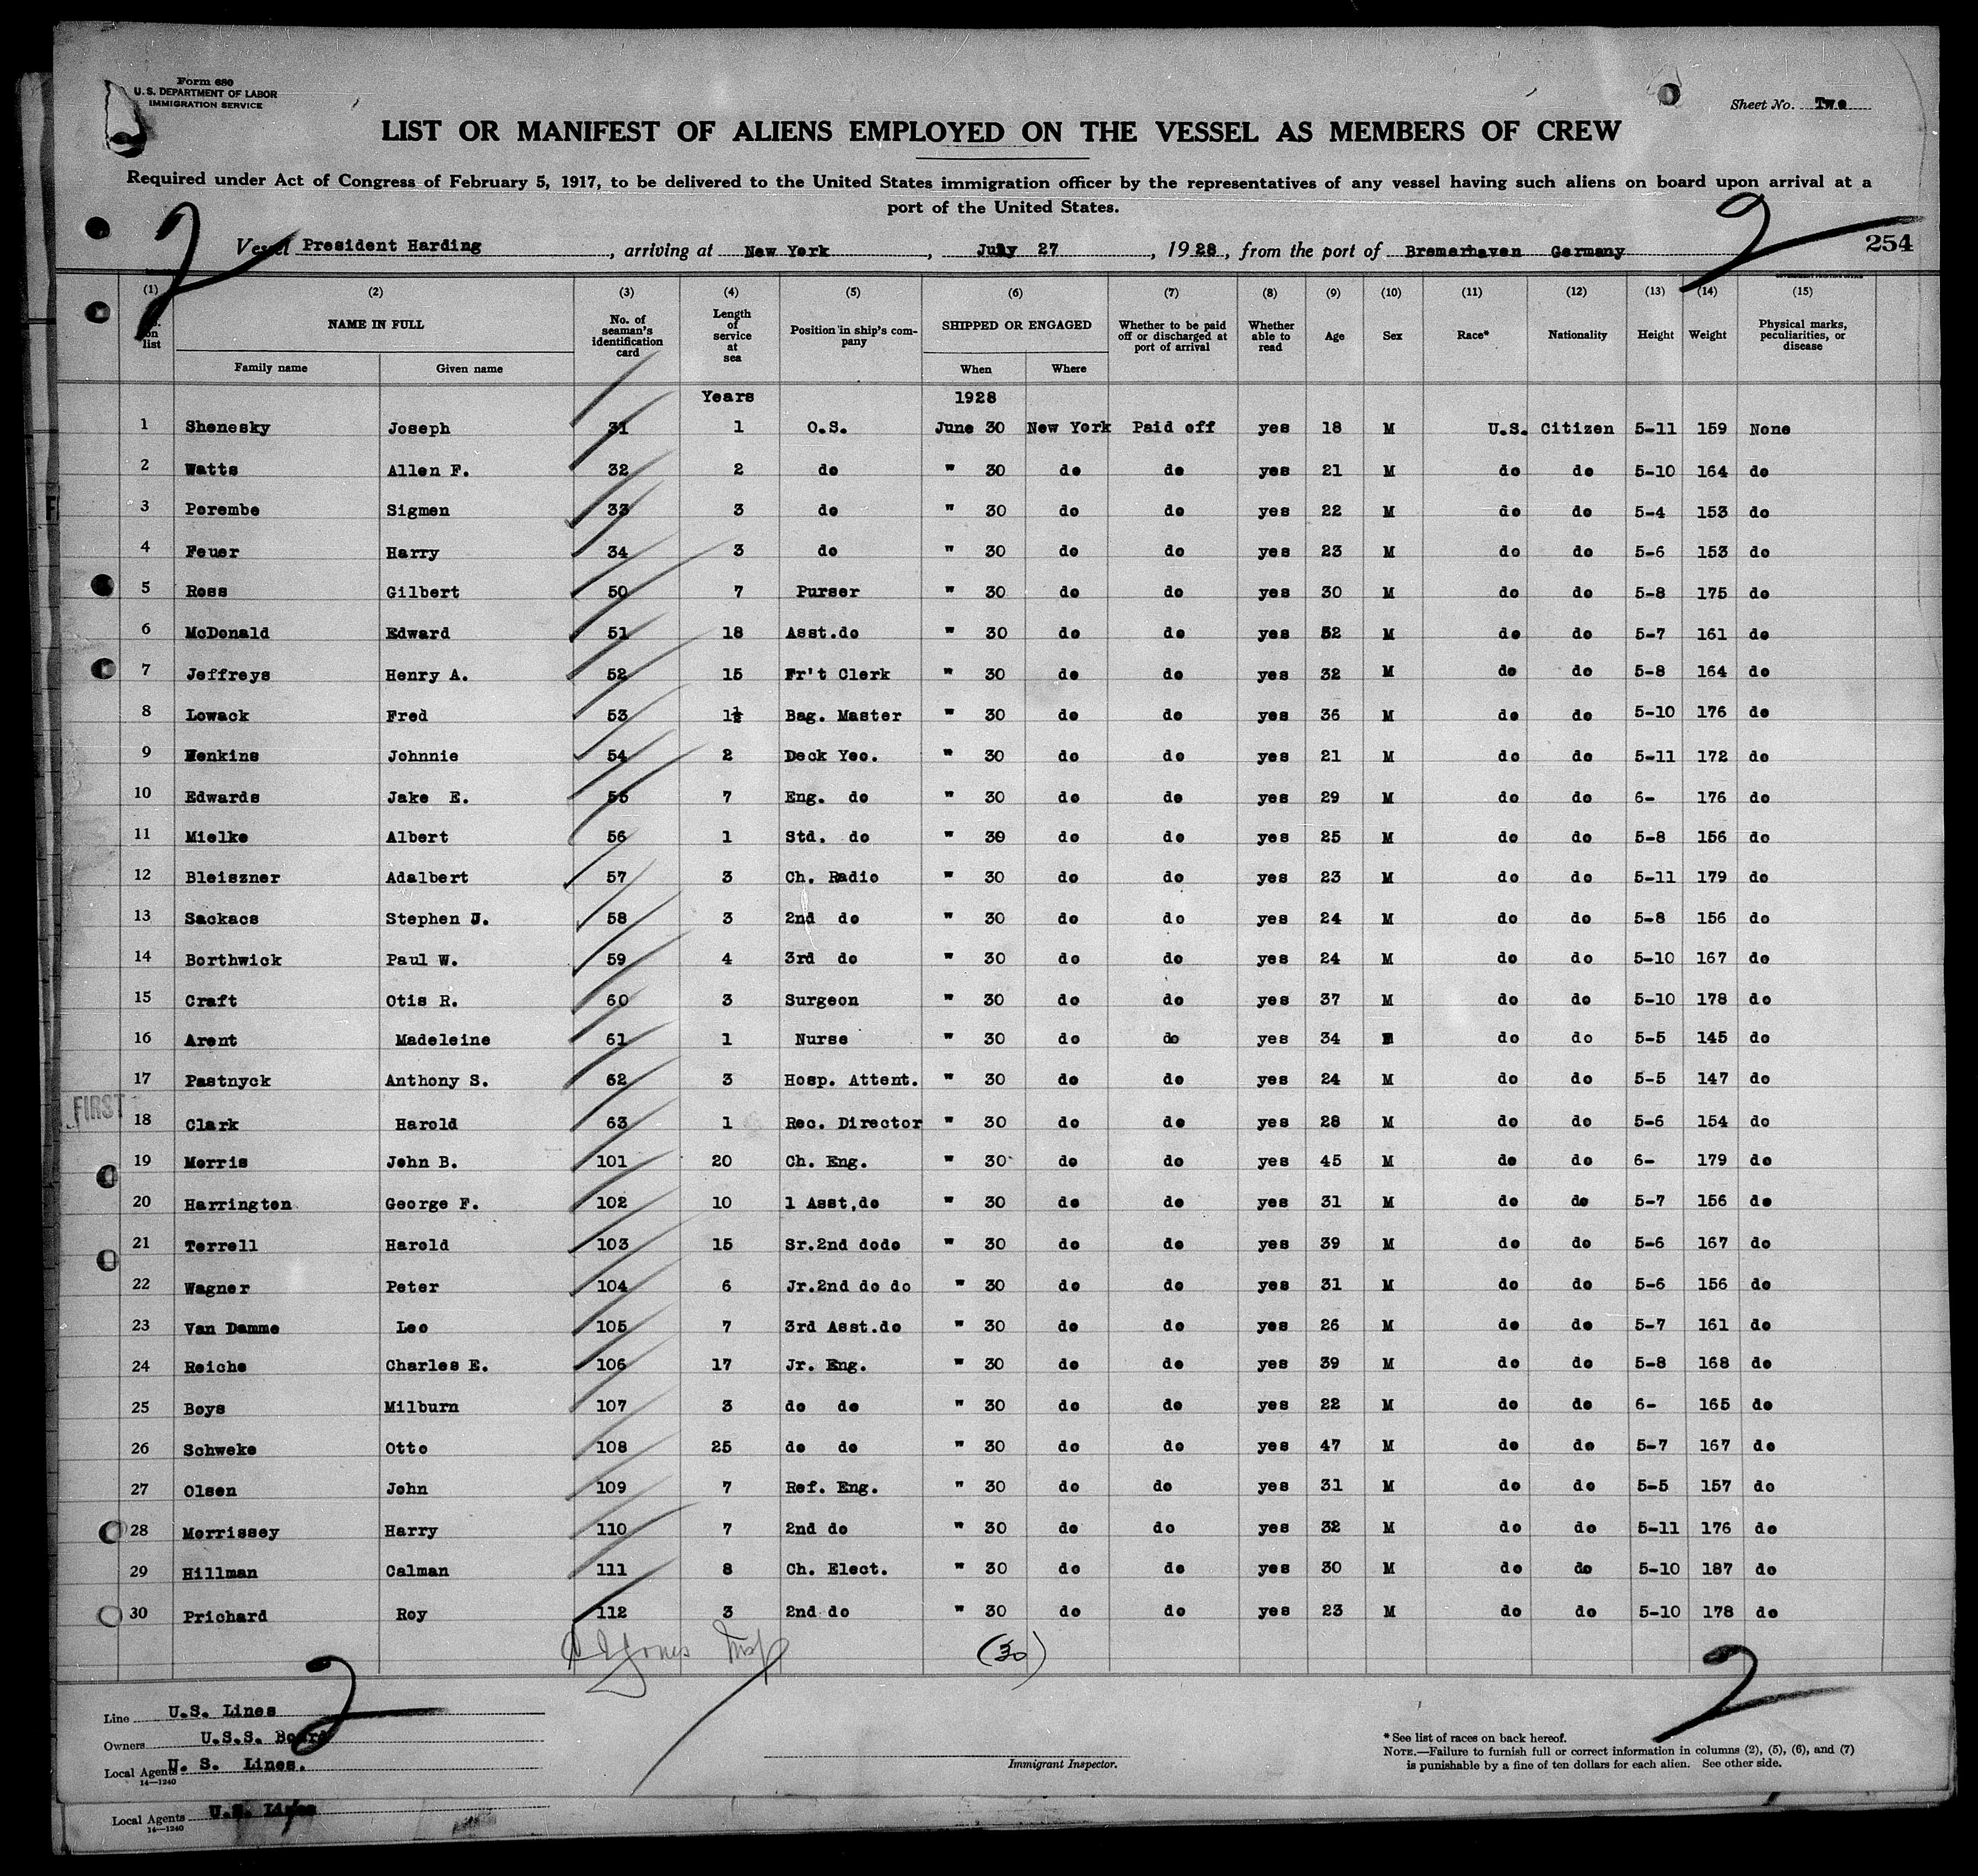 Form 680
U.S. DEPARTMENT OF LABOR
IMMIGRATION SERVICE
Sheet No. Two
LIST OR MANIFEST OF ALIENS EMPLOYED ON THE VESSEL AS MEMBERS OF CREW
Required under Act of Congress of February 5, 1917, to be delivered to the United States immigration officer by the representatives of any vessel having such aliens on board upon arrival at a
port of the United States.
2 2
Vessel President Harding, arriving at New York, July 27, 1928, from the port of Bremerhaven Germany 254
(1) (2) (3) (4) (5) (6) (7) (8) (9) (10) (11) (12) (13) (14) (15)
on list NAME IN FULL Family name Given name No. of seaman's identification card Length of service at sea Position in ship's company SHIPPED OR ENGAGED When Where Whether to be paid off or discharged at port of arrival Whether able to read Age Sex Race* Nationality Height Weight Physical marks, peculiarities, or disease
Years 1928
1 Shenesky Joseph 31 1 O.S. June 30 New York Paid off yes 18 M U.S. Citizen 5-11 159 None
2 Watts Allen F. 32 2 do " 30 do do yes 21 M do do 5-10 164 do
3 Perembe Sigmen 33 3 do " 30 do do yes 22 M do do 5-4 153 do
4 Feuer Harry 34 3 do " 30 do do yes 23 M do do 5-6 153 do
5 Ross Gilbert 50 7 Purser " 30 do do yes 30 M do do 5-8 175 do
6 McDonald Edward 51 18 Asst.do " 30 do do yes 52 M do do 5-7 161 do
7 Jeffreys Henry A. 52 15 Fr't Clerk " 30 do do yes 32 M do do 5-8 164 do
8 Lowack Fred 53 1½ Bag. Master " 30 do do yes 36 M do do 5-10 176 do
9 Henkins Johnnie 54 2 Deck Yeo. " 30 do do yes 21 M do do 5-11 172 do
10 Edwards Jake E. 55 7 Eng. do " 30 do do yes 29 M do do 6- 176 do
11 Mielke Albert 56 1 Std. do " 30 do do yes 25 M do do 5-8 156 do
12 Bleiszner Adalbert 57 3 Ch. Radio " 30 do do yes 23 M do do 5-11 179 do
13 Sackacs Stephen J. 58 3 2nd do " 30 do do yes 24 M do do 5-8 156 do
14 Borthwick Paul W. 59 4 3rd do " 30 do do yes 24 M do do 5-10 167 do
15 Craft Otis R. 60 3 Surgeon " 30 do do yes 37 M do do 5-10 178 do
16 Arent Madeleine 61 1 Nurse " 30 do do yes 34 do do 5-5 145 do
17 Pastnyck Anthony S. 62 3 Hosp. Attent. " 30 do do yes 24 M do do 5-5 147 do
FIRST
18 Clark Harold 63 1 Rec. Director " 30 do do yes 28 M do do 5-6 154 do
19 Morris John B. 101 20 Ch. Eng. " 30 do do yes 45 M do do 6- 179 do
20 Harrington George F. 102 10 1 Asst,do " 30 do do yes 31 M do do 5-7 156 do
21 Terrell Harold 103 15 Sr.2nd dodo " 30 do do yes 39 M do do 5-6 167 do
22 Wagner Peter 104 6 Jr.2nd do do " 30 do do yes 31 M do do 5-6 156 do
23 Van Damme Leo 105 7 3rd Asst.do " 30 do do yes 26 M do do 5-7 161 do
24 Reiche Charles E. 106 17 Jr. Eng. " 30 do do yes 39 M do do 5-8 168 do
25 Boys Milburn 107 3 do do " 30 do do yes 22 M do do 6- 165 do
26 Schweke Otto 108 25 do do " 30 do do yes 47 M do do 5-7 167 do
27 Olsen John 109 7 Ref. Eng. " 30 do do yes 31 M do do 5-5 157 do
28 Morrissey Harry 110 7 2nd do " 30 do do yes 32 M do do 5-11 176 do
29 Hillman Calman 111 8 Ch. Elect. " 30 do do yes 30 M do do 5-10 187 do
30 Prichard Roy 112 3 2nd do " 30 do do yes 23 M do do 5-10 178 do
Jones Insp (30)
2 2
Line U.S. Lines
Owners U.S.S. Board
Local Agents U. S. Lines.
14—1240
Immigrant Inspector.
* See list of races on back hereof.
NOTE.—Failure to furnish full or correct information in columns (2), (5), (6), and (7)
is punishable by a fine of ten dollars for each alien. See other side.
Local Agents U.S. Lines
14—1240